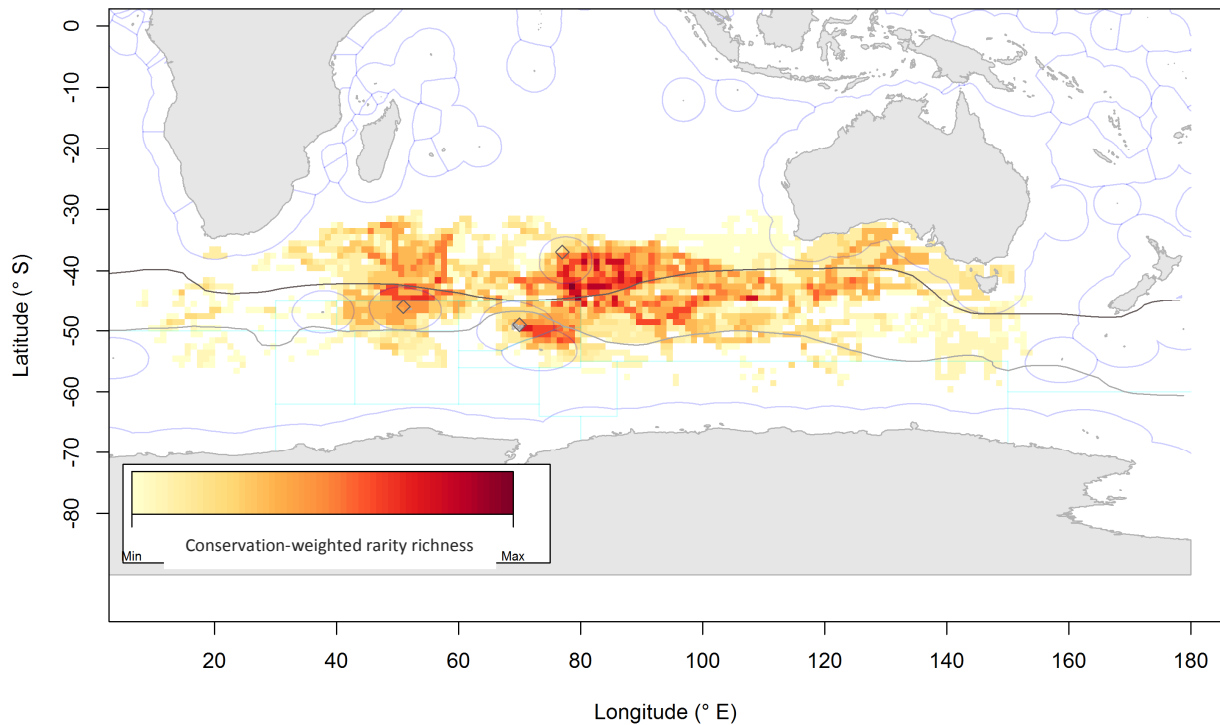 0
-10
-20
-30
-40
-50
-60
-70
-80
Latitude (° S)
Min
Conservation-weighted rarity richness
Max
20 40 60 80 100 120 140 160 180
Longitude (° E)